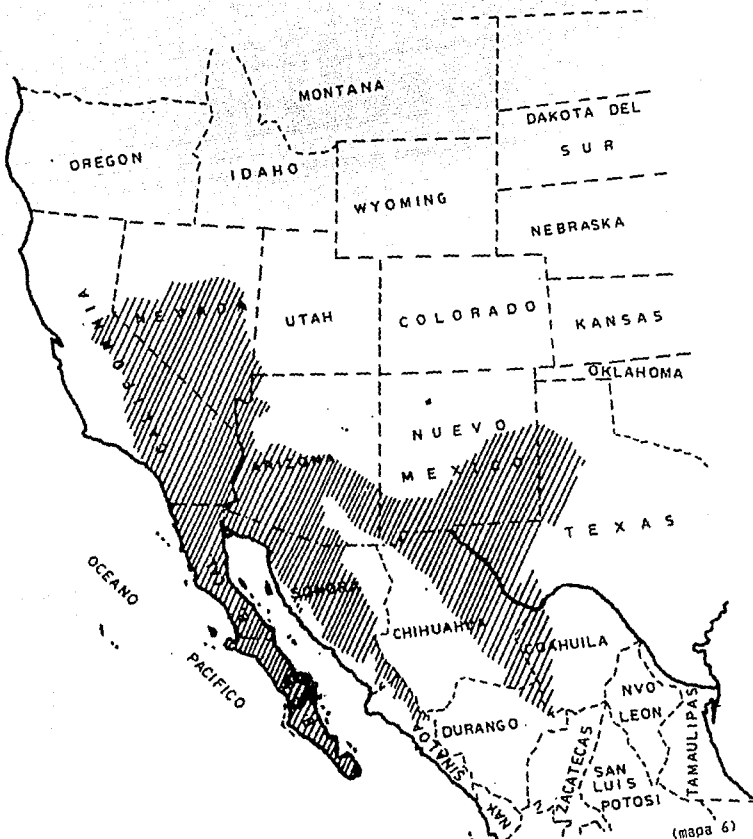 MONTANA
DAKOTA DEL
SUR
OREGON
IDAHO
WYOMING
NEBRASKA
NEVADA
UTAH
COLORADO
KANSAS
CALIFORNIA
OKLAHOMA
NUEVO
MEXICO
ARIZONA
TEXAS
OCEANO
PACIFICO
SONORA
CHIHUAHUA
COAHUILA
NVO
LEON
TAMAULIPAS
DURANGO
SINALOA
ZACATECAS
SAN
LUIS
POTOSI
NAY
(mapa 6)